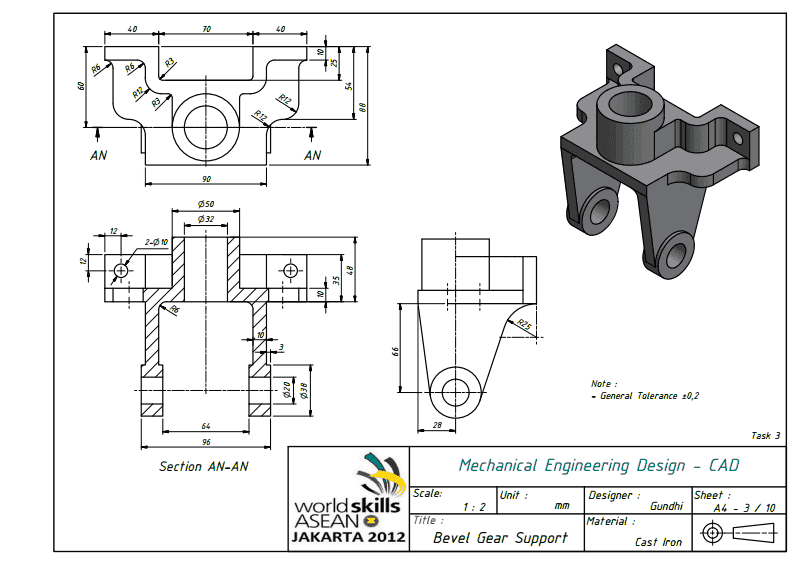 40 70 40
R6 R6 R3
10
25
54
88
60
R12
R3
R12
R12
AN AN
90
Ø50
Ø32
12
2-Ø10
12
35
48
10
R6
10
3
Ø20
Ø38
64
96
Section AN-AN
R25
66
28
Note :
- General Tolerance ±0,2
Task 3
worldskills
ASEAN
JAKARTA 2012
Mechanical Engineering Design - CAD
Scale: 1 : 2
Unit : mm
Designer : Gundhi
Sheet : A4 - 3 / 10
Title : Bevel Gear Support
Material : Cast Iron